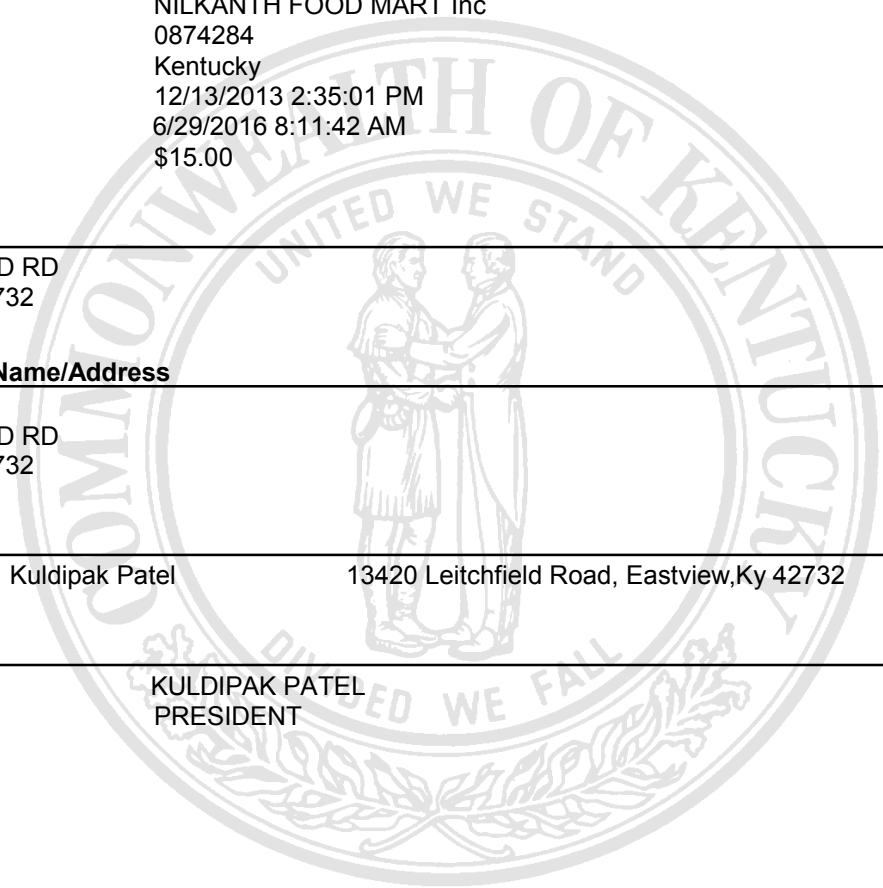 NILKANTH FOOD MART Inc
0874284
Kentucky
12/13/2013 2:35:01 PM
6/29/2016 8:11:42 AM
$15.00
D RD
732
Name/Address
D RD
732
Kuldipak Patel 13420 Leitchfield Road, Eastview,Ky 42732
KULDIPAK PATEL
PRESIDENT
COMMONWEALTH OF KENTUCKY
UNITED WE STAND
DIVIDED WE FALL